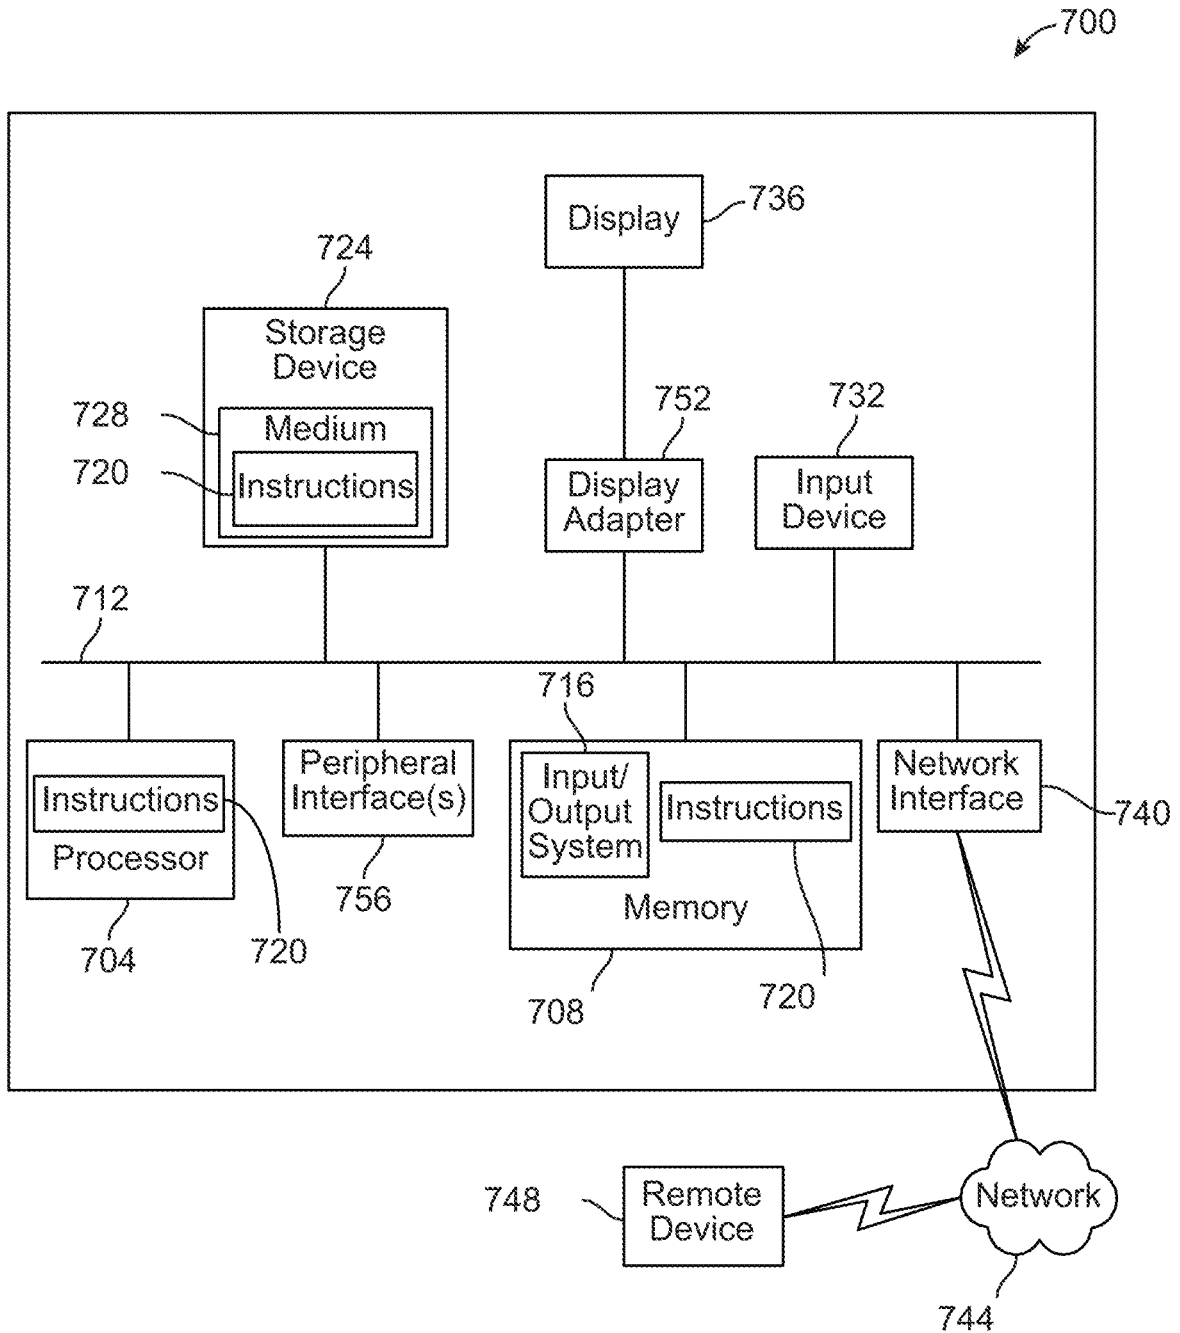 700
Display
736
724
Storage
Device
728
Medium
720
Instructions
752
Display
Adapter
732
Input
Device
712
716
Instructions
Processor
704
720
Peripheral
Interface(s)
756
Input/
Output
System
Instructions
Memory
708
720
Network
Interface
740
748
Remote
Device
Network
744